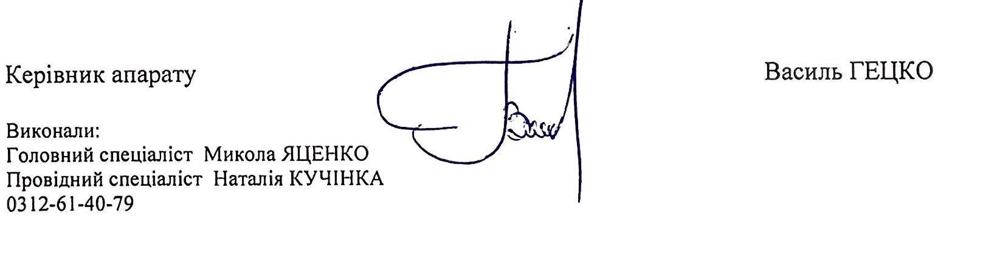 Керівник апарату Василь ГЕЦКО
Виконали:
Головний спеціаліст Микола ЯЦЕНКО
Провідний спеціаліст Наталія КУЧІНКА
0312-61-40-79